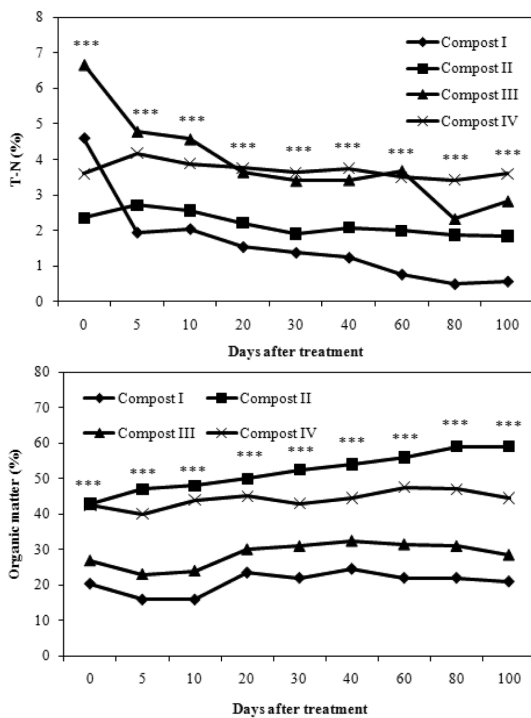 8
7
6
5
4
3
2
1
0
T-N (%)
*** *** *** *** *** *** *** *** ***
Compost I
Compost II
Compost III
Compost IV
0 5 10 20 30 40 60 80 100
Days after treatment
80
70
60
50
40
30
20
10
0
Organic matter (%)
Compost I Compost II
Compost III Compost IV
*** *** *** *** *** *** *** *** ***
0 5 10 20 30 40 60 80 100
Days after treatment